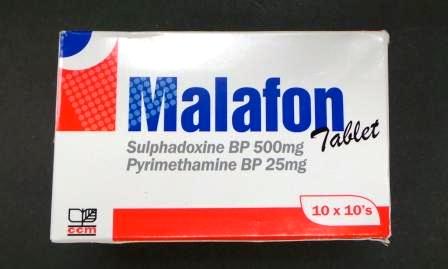 Malafon
Tablet
Sulphadoxine BP 500mg
Pyrimethamine BP 25mg
10 x 10's
ccm